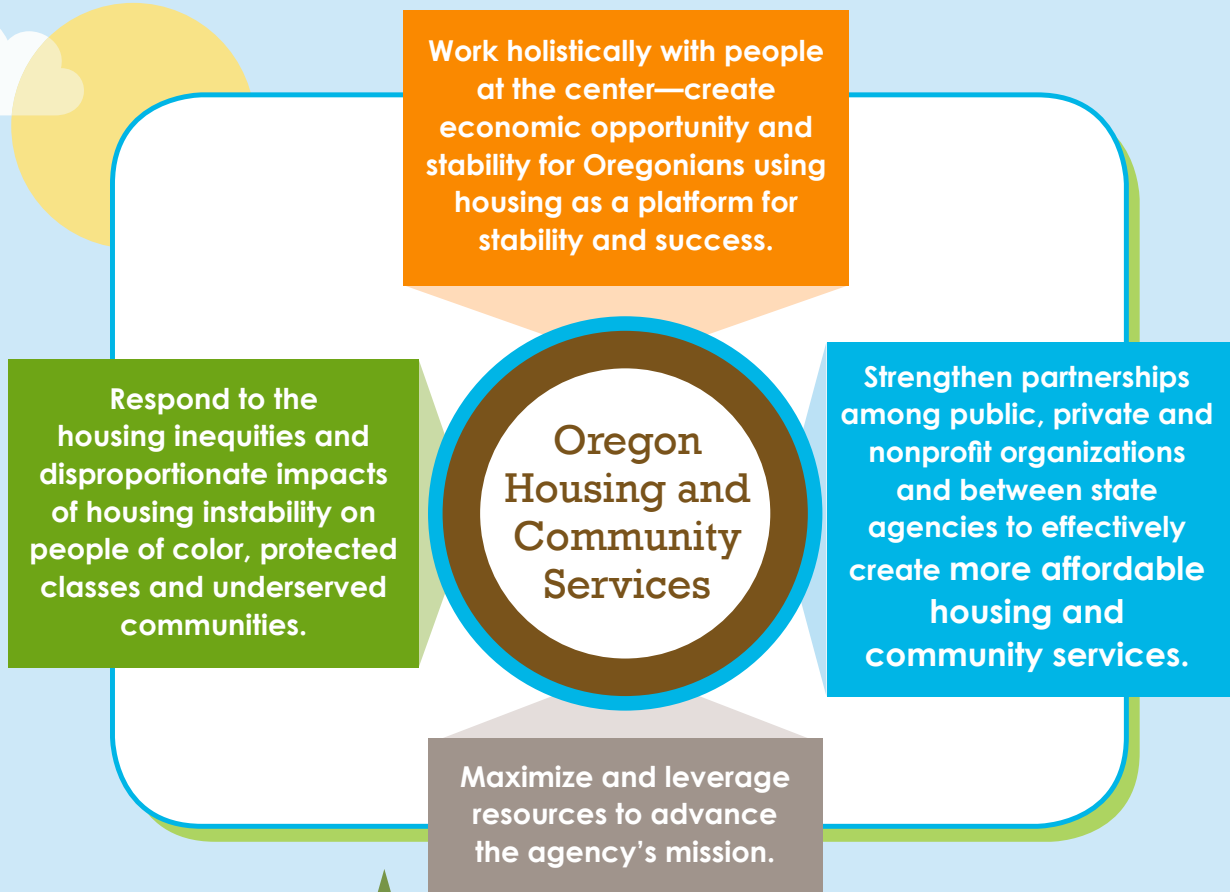 Work holistically with people
at the center—create
economic opportunity and
stability for Oregonians using
housing as a platform for
stability and success.
Respond to the
housing inequities and
disproportionate impacts
of housing instability on
people of color, protected
classes and underserved
communities.
Oregon
Housing and
Community
Services
Strengthen partnerships
among public, private and
nonprofit organizations
and between state
agencies to effectively
create more affordable
housing and
community services.
Maximize and leverage
resources to advance
the agency’s mission.